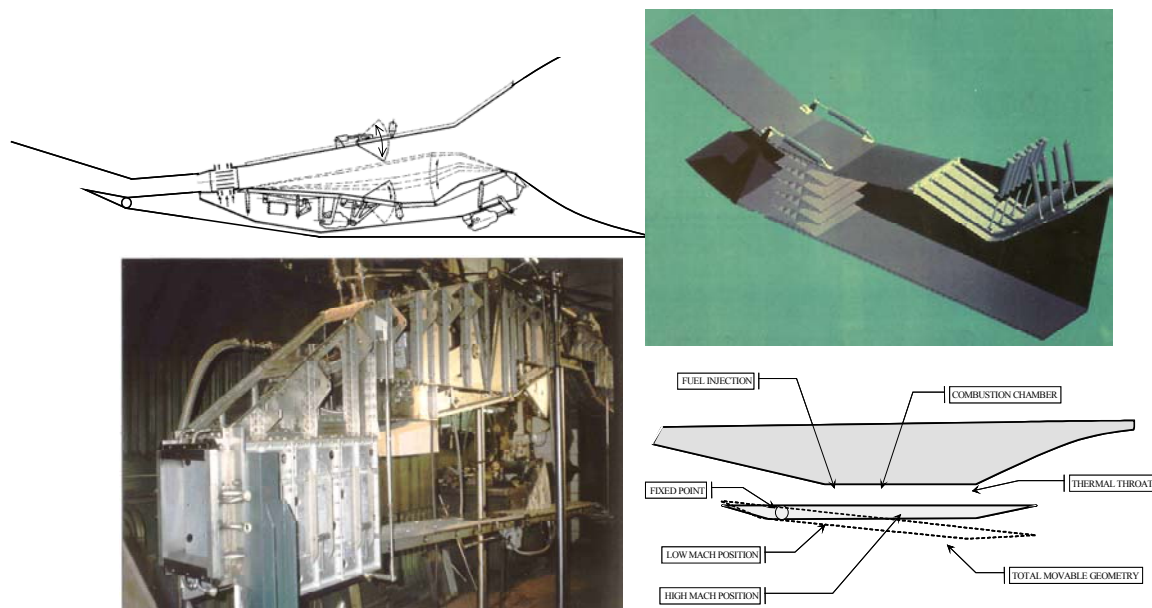 FUEL INJECTION
COMBUSTION CHAMBER
FIXED POINT
THERMAL THROAT
LOW MACH POSITION
TOTAL MOVABLE GEOMETRY
HIGH MACH POSITION